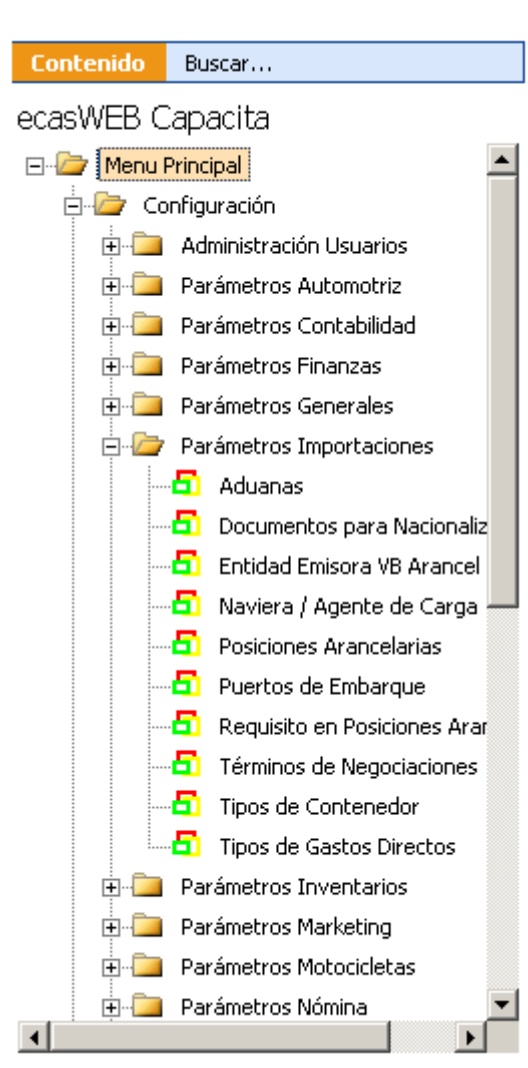 Contenido Buscar...
ecasWEB Capacita
Menu Principal
Configuración
Administración Usuarios
Parámetros Automotriz
Parámetros Contabilidad
Parámetros Finanzas
Parámetros Generales
Parámetros Importaciones
Aduanas
Documentos para Nacionaliz
Entidad Emisora VB Arancel
Naviera / Agente de Carga
Posiciones Arancelarias
Puertos de Embarque
Requisito en Posiciones Aran
Términos de Negociaciones
Tipos de Contenedor
Tipos de Gastos Directos
Parámetros Inventarios
Parámetros Marketing
Parámetros Motocicletas
Parámetros Nómina